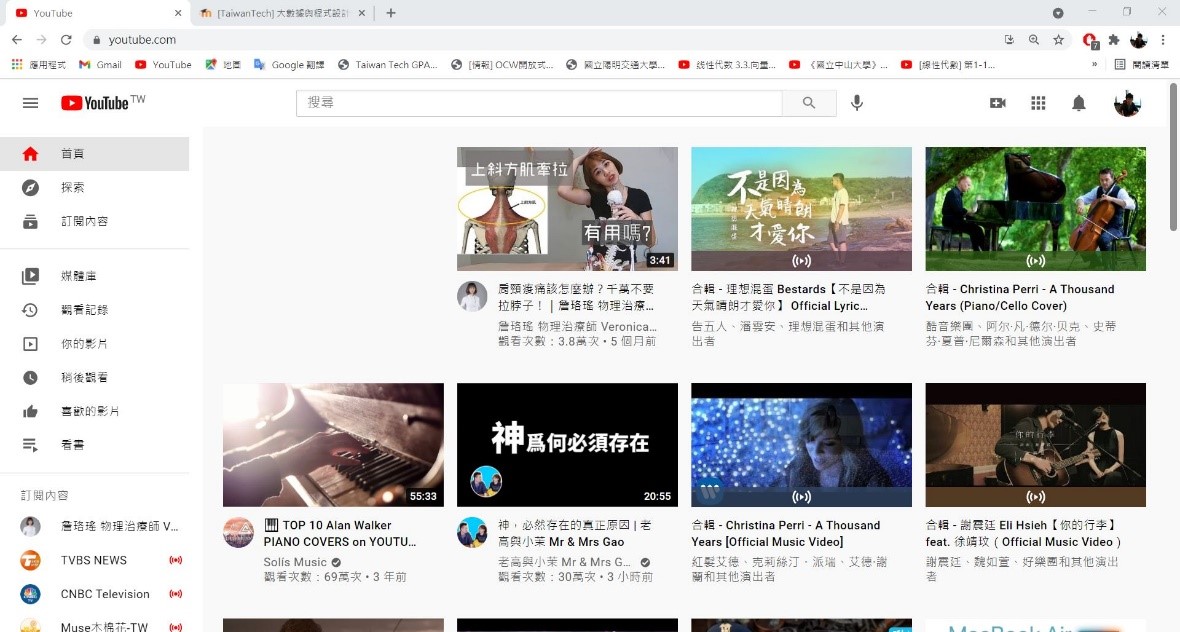 YouTube
[TaiwanTech] 大數據與程式設計
youtube.com
7
應用程式
Gmail
YouTube
地圖
Google 翻譯
Taiwan Tech GPA...
[情報] OCW開放式...
國立陽明交通大學...
线性代数 3.3.向量...
《國立中山大學》...
[線性代數] 第1-1...
»
閱讀清單
YouTube TW
搜尋
首頁
探索
訂閱內容
媒體庫
觀看記錄
你的影片
稍後觀看
喜歡的影片
看書
訂閱內容
詹珞瑤 物理治療師 V...
TVBS NEWS
CNBC Television
Muse木棉花-TW
上斜方肌牽拉
有用嗎?
3:41
肩頸痠痛該怎麼辦?千萬不要
拉脖子!| 詹珞瑤 物理治療...
詹珞瑤 物理治療師 Veronica...
觀看次數:3.8萬次 • 5 個月前
不是因為
天氣晴朗
才愛你
合輯 - 理想混蛋 Bestards【不是因為
天氣晴朗才愛你】Official Lyric...
告五人、潘雲安、理想混蛋和其他演
出者
合輯 - Christina Perri - A Thousand
Years (Piano/Cello Cover)
酷音樂團、阿尔·凡·德尔·贝克、史蒂
芬·夏普·尼爾森和其他演出者
55:33
TOP 10 Alan Walker
PIANO COVERS on YOUTU...
Solís Music
觀看次數:69萬次 • 3 年前
神為何必須存在
20:55
神,必然存在的真正原因 | 老
高與小茉 Mr & Mrs Gao
老高與小茉 Mr & Mrs G...
觀看次數:30萬次 • 3 小時前
合輯 - Christina Perri - A Thousand
Years [Official Music Video]
紅髮艾德、克莉絲汀.派瑞、艾德·謝
蘭和其他演出者
你的行李
合輯 - 謝震廷 Eli Hsieh【你的行李】
feat. 徐靖玟(Official Music Video)
謝震廷、魏如萱、好樂團和其他演出
者
MacBook Air